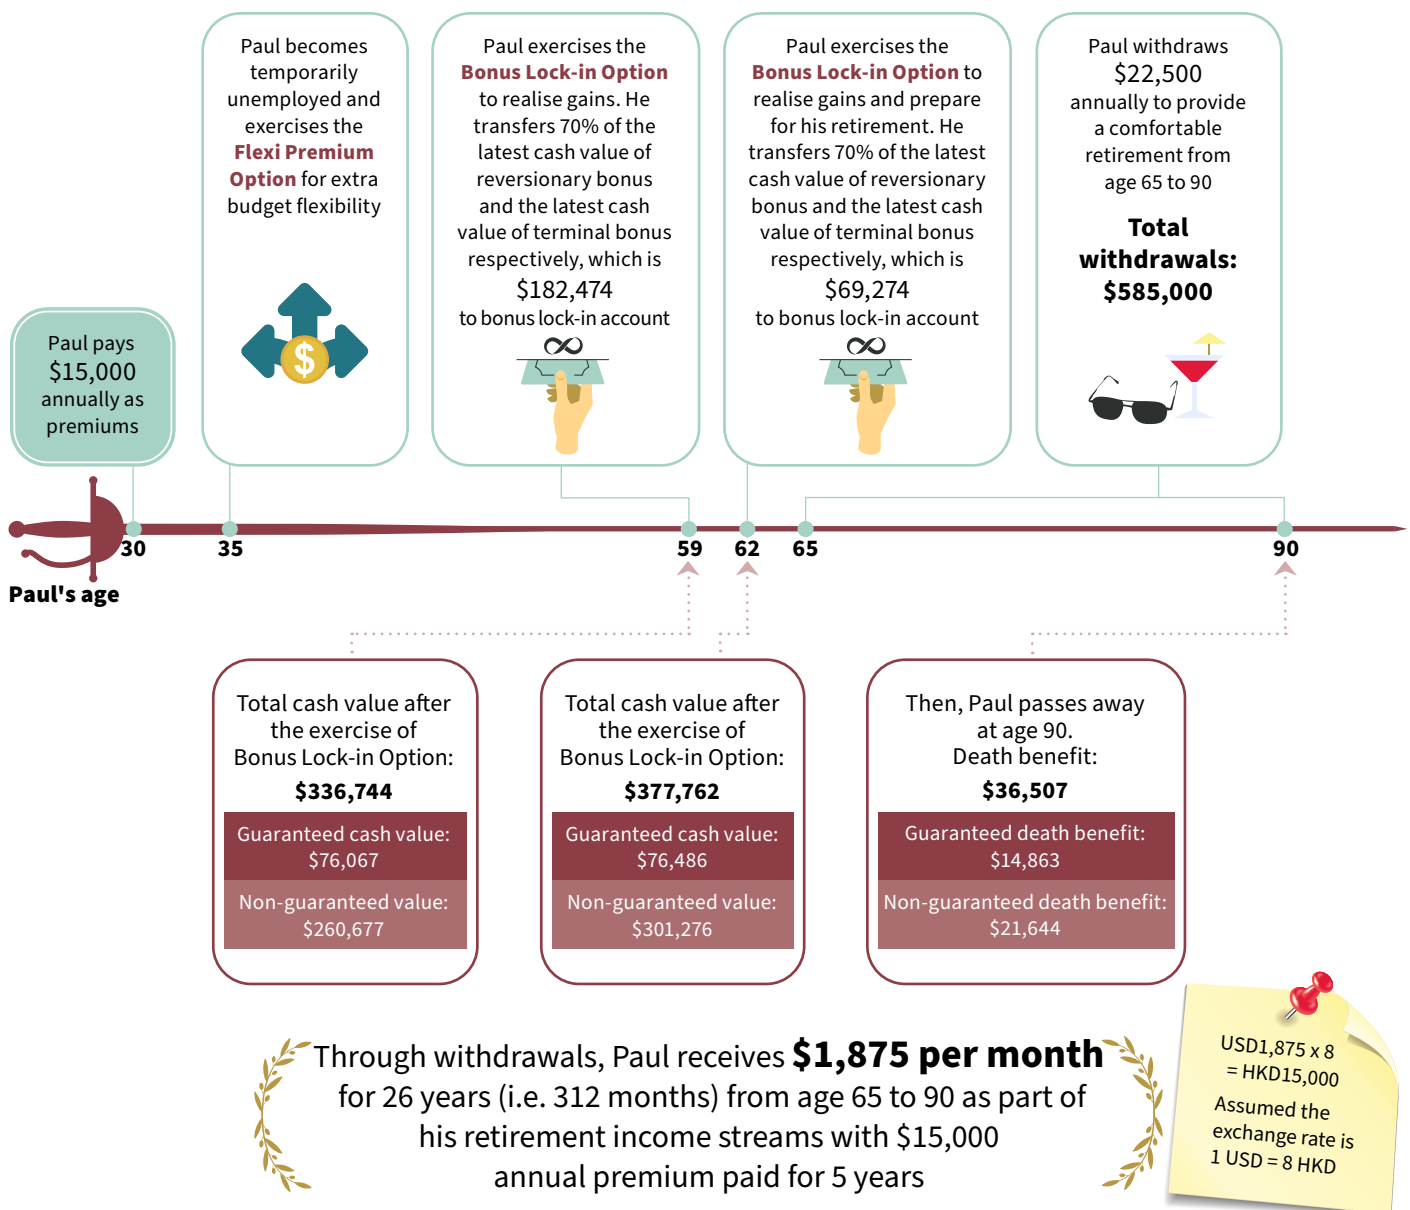 Paul pays
$15,000
annually as
premiums
Paul becomes
temporarily
unemployed and
exercises the
Flexi Premium
Option for extra
budget flexibility
$
Paul exercises the
Bonus Lock-in Option
to realise gains. He
transfers 70% of the
latest cash value of
reversionary bonus
and the latest cash
value of terminal bonus
respectively, which is
$182,474
to bonus lock-in account
Paul exercises the
Bonus Lock-in Option to
realise gains and prepare
for his retirement. He
transfers 70% of the latest
cash value of reversionary
bonus and the latest cash
value of terminal bonus
respectively, which is
$69,274
to bonus lock-in account
Paul withdraws
$22,500
annually to provide
a comfortable
retirement from
age 65 to 90
Total
withdrawals:
$585,000
30 35 59 62 65 90
Paul's age
Total cash value after
the exercise of
Bonus Lock-in Option:
$336,744
Guaranteed cash value:
$76,067
Non-guaranteed value:
$260,677
Total cash value after
the exercise of
Bonus Lock-in Option:
$377,762
Guaranteed cash value:
$76,486
Non-guaranteed value:
$301,276
Then, Paul passes away
at age 90.
Death benefit:
$36,507
Guaranteed death benefit:
$14,863
Non-guaranteed death benefit:
$21,644
Through withdrawals, Paul receives $1,875 per month
for 26 years (i.e. 312 months) from age 65 to 90 as part of
his retirement income streams with $15,000
annual premium paid for 5 years
USD1,875 x 8
= HKD15,000
Assumed the
exchange rate is
1 USD = 8 HKD